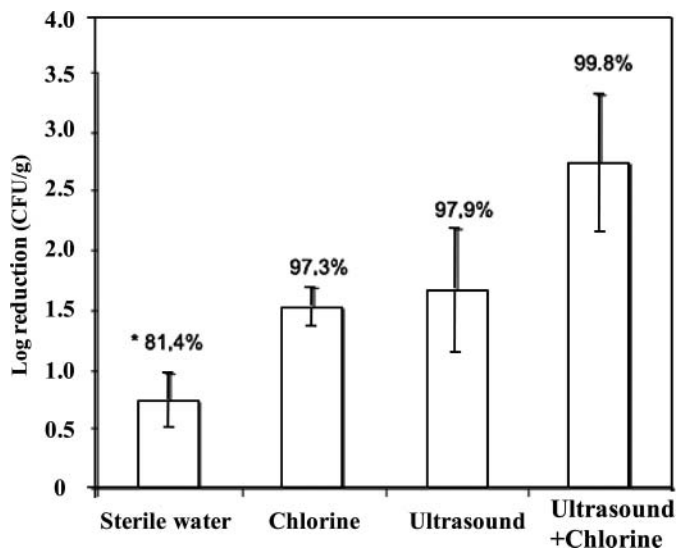 Log reduction (CFU/g)
4.0
3.5
3.0
2.5
2.0
1.5
1.0
0.5
0
* 81,4%
97,3%
97,9%
99.8%
Sterile water
Chlorine
Ultrasound
Ultrasound
+Chlorine